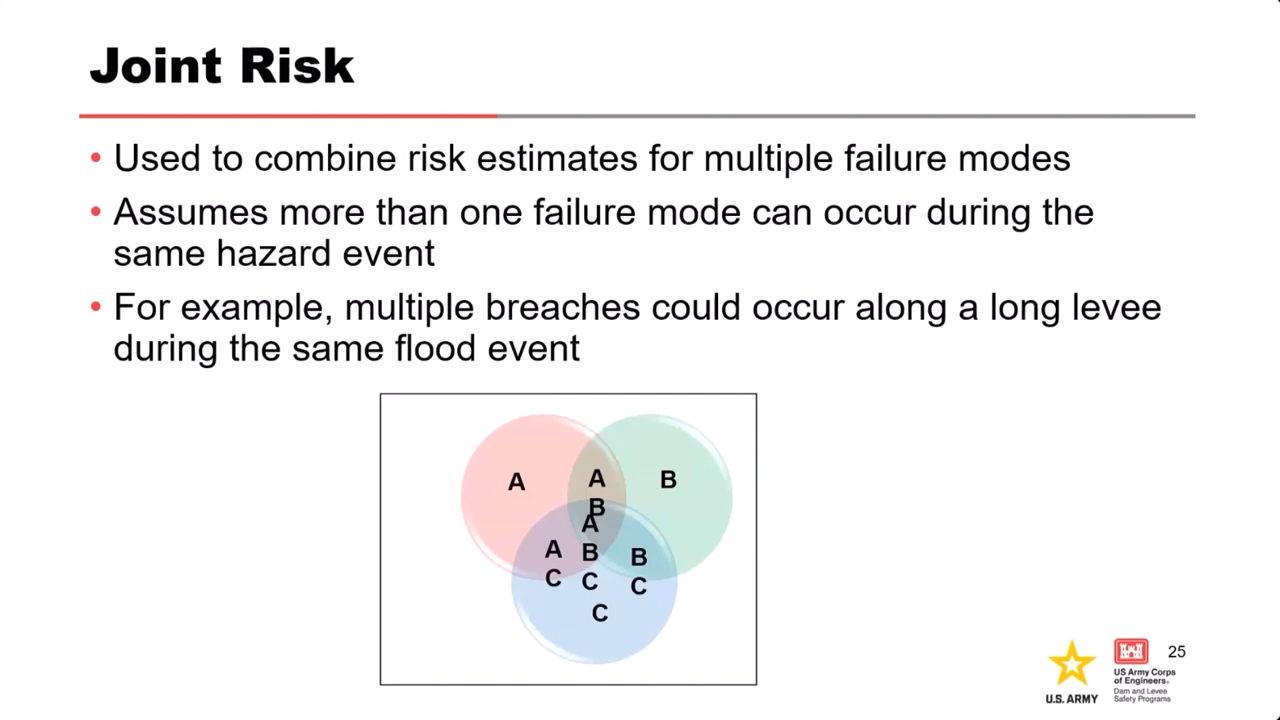 Joint Risk
• Used to combine risk estimates for multiple failure modes
• Assumes more than one failure mode can occur during the
same hazard event
• For example, multiple breaches could occur along a long levee
during the same flood event
A
A
B
B
A
B
C
A
C
B
C
C
25
U.S. ARMY
US Army Corps
of Engineers®
Dam and Levee
Safety Programs